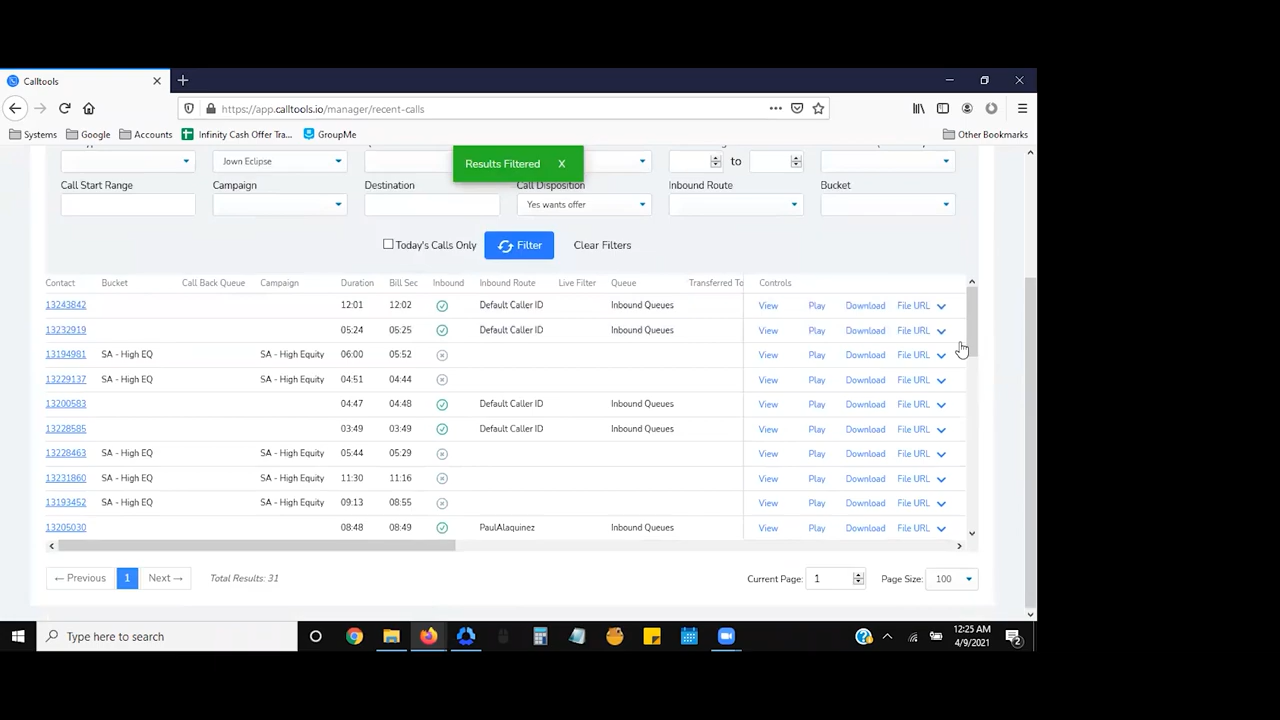 Calltools
https://app.calltools.io/manager/recent-calls
Systems Google Accounts Infinity Cash Offer Tra... GroupMe Other Bookmarks
Jown Eclipse to
Results Filtered X
Call Start Range Campaign Destination Call Disposition Inbound Route Bucket
Yes wants offer
Today's Calls Only Filter Clear Filters
Contact Bucket Call Back Queue Campaign Duration Bill Sec Inbound Inbound Route Live Filter Queue Transferred To Controls
13243842 12:01 12:02 Default Caller ID Inbound Queues View Play Download File URL
13232919 05:24 05:25 Default Caller ID Inbound Queues View Play Download File URL
13194981 SA - High EQ SA - High Equity 06:00 05:52 View Play Download File URL
13229137 SA - High EQ SA - High Equity 04:51 04:44 View Play Download File URL
13200583 04:47 04:48 Default Caller ID Inbound Queues View Play Download File URL
13228585 03:49 03:49 Default Caller ID Inbound Queues View Play Download File URL
13228463 SA - High EQ SA - High Equity 05:44 05:29 View Play Download File URL
13231860 SA - High EQ SA - High Equity 11:30 11:16 View Play Download File URL
13193452 SA - High EQ SA - High Equity 09:13 08:55 View Play Download File URL
13205030 08:48 08:49 PaulAlaquinez Inbound Queues View Play Download File URL
← Previous 1 Next → Total Results: 31 Current Page: 1 Page Size: 100
Type here to search
12:25 AM
4/9/2021
2